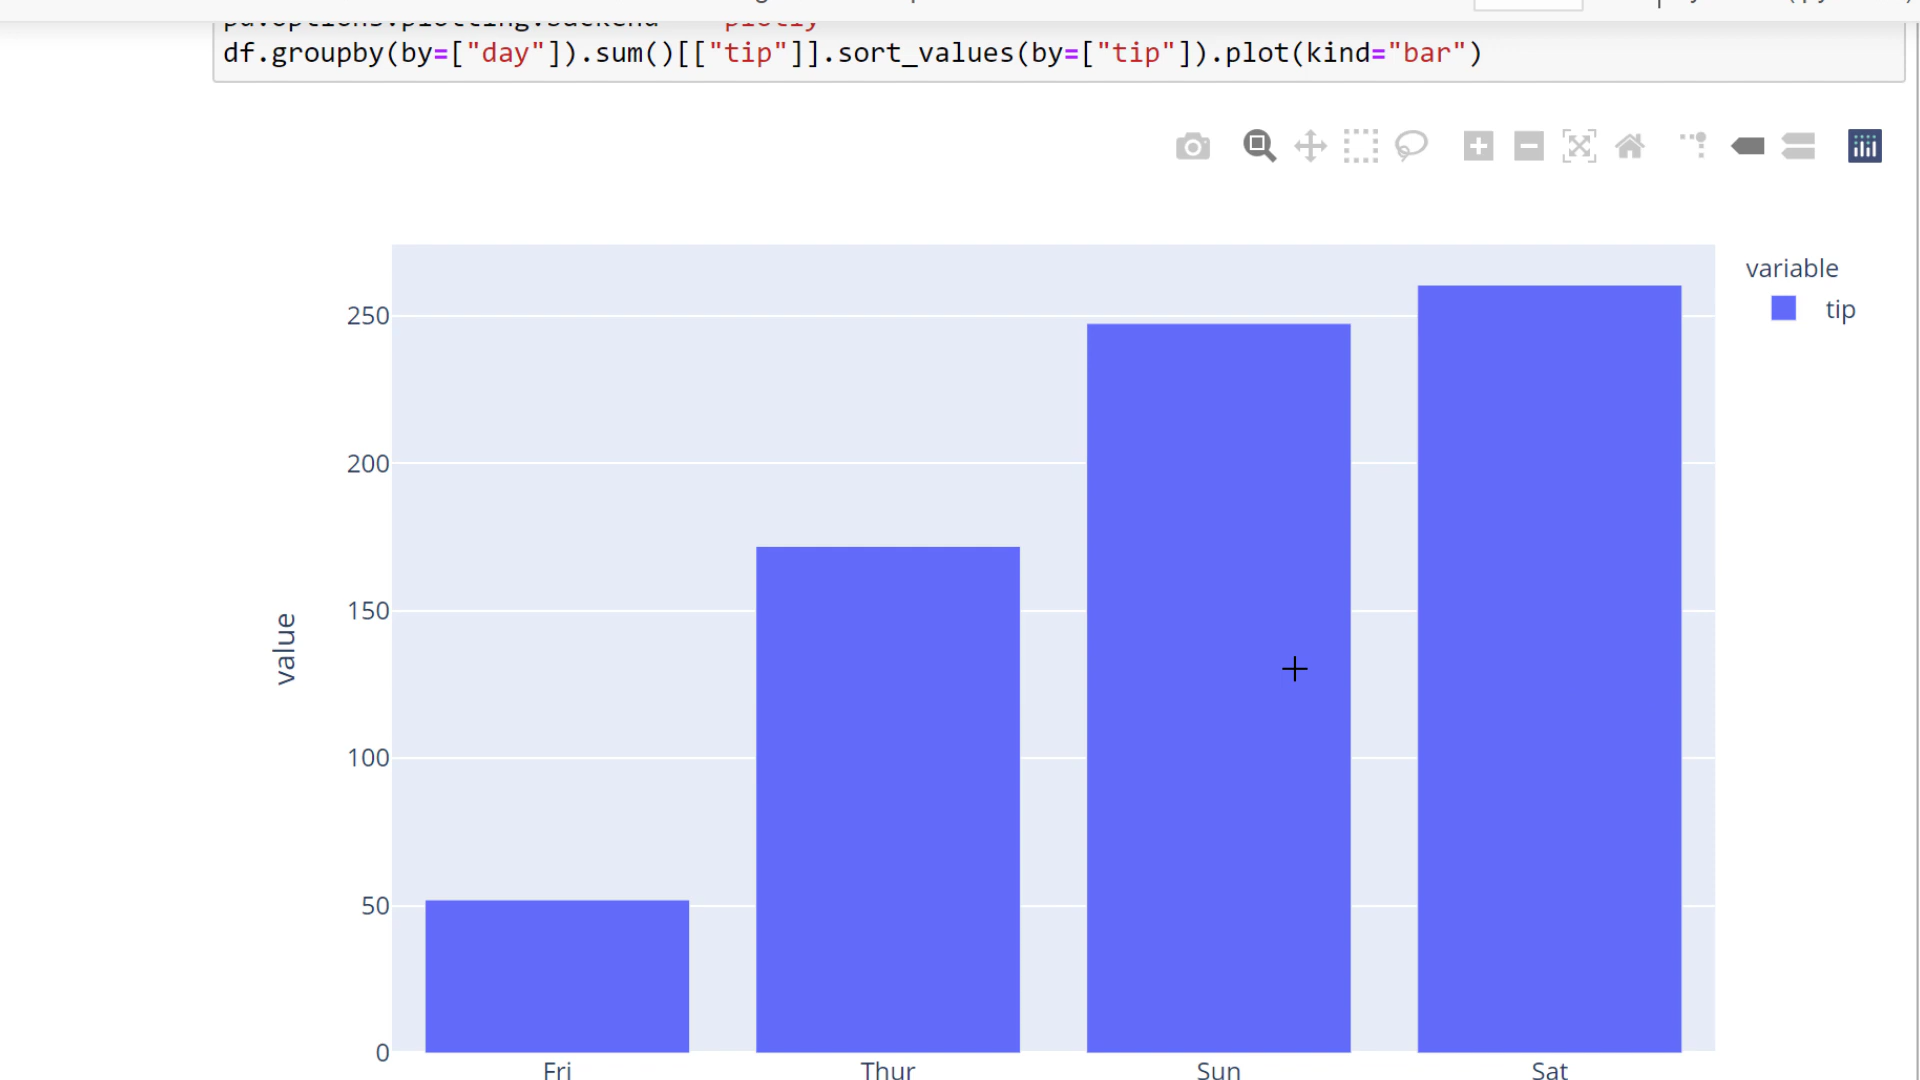 df.groupby(by=["day"]).sum()[["tip"]].sort_values(by=["tip"]).plot(kind="bar")
variable
tip
250
200
150
100
50
0
value
Fri
Thur
Sun
Sat